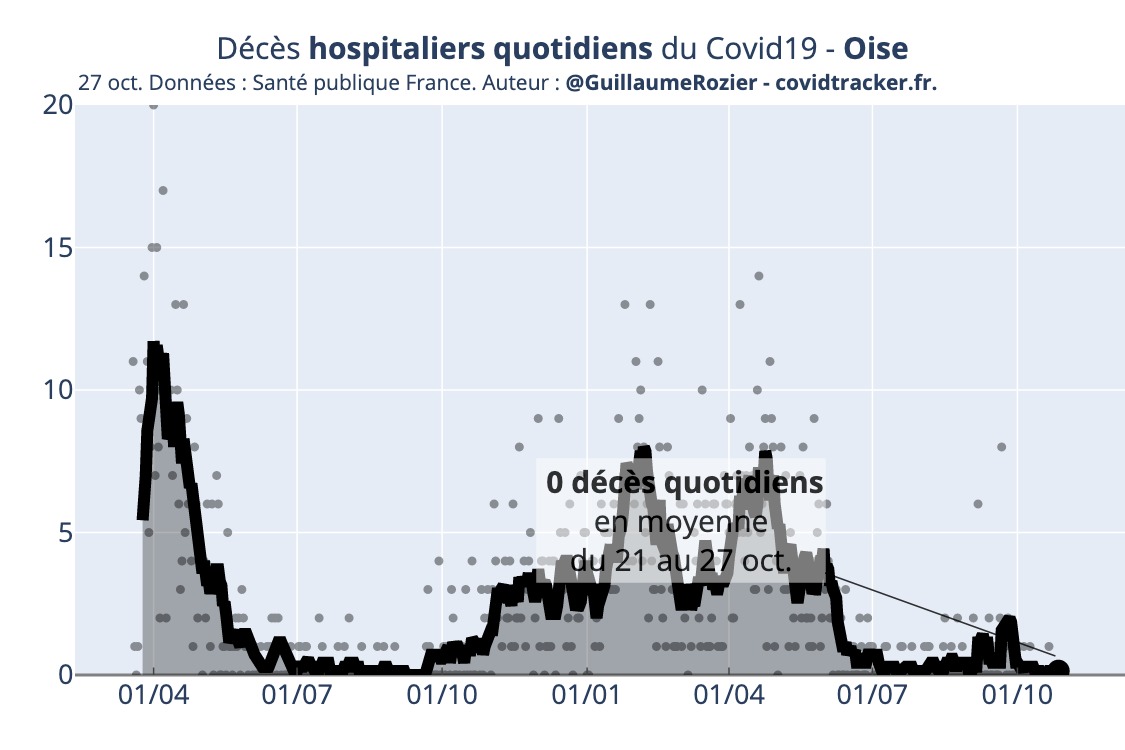 Décès hospitaliers quotidiens du Covid19 - Oise
27 oct. Données : Santé publique France. Auteur : @GuillaumeRozier - covidtracker.fr.
20
15
10
5
0
0 décès quotidiens
en moyenne
du 21 au 27 oct.
01/04 01/07 01/10 01/01 01/04 01/07 01/10